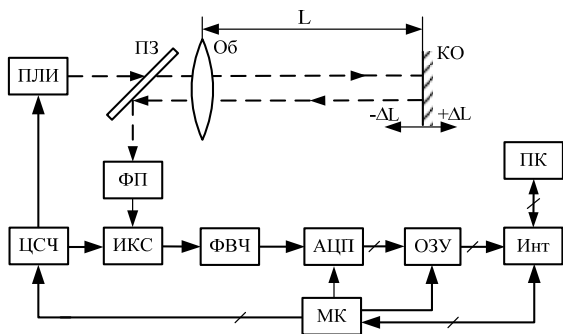 L
ПЗ
Об
КО
ПЛИ
-ΔL
+ΔL
ПК
ФП
ЦСЧ
ИКС
ФВЧ
АЦП
ОЗУ
Инт
МК